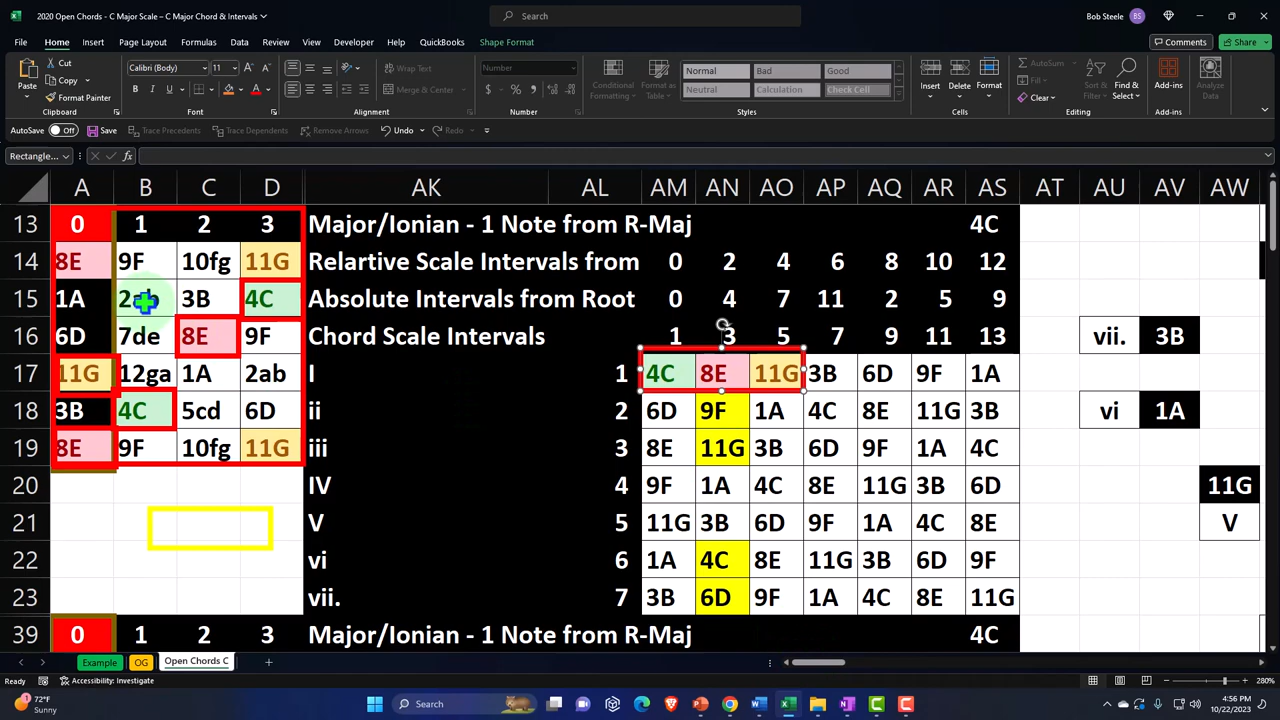 2020 Open Chords - C Major Scale – C Major Chord & Intervals
Search
Bob Steele BS
File Home Insert Page Layout Formulas Data Review View Developer Help QuickBooks Shape Format Comments Share
Paste Cut Copy Format Painter Calibri (Body) 11 Wrap Text Merge & Center Number Conditional Formatting Format as Table Normal Bad Good Neutral Calculation Check Cell Insert Delete Format AutoSum Fill Clear Sort & Filter Find & Select Add-ins Analyze Data
Clipboard Font Alignment Number Styles Cells Editing Add-ins
AutoSave Off Save Trace Precedents Trace Dependents Remove Arrows Undo Redo
Rectangle... fx
A B C D AK AL AM AN AO AP AQ AR AS AT AU AV AW
13 0 1 2 3 Major/Ionian - 1 Note from R-Maj 4C
14 8E 9F 10fg 11G Relartive Scale Intervals from 0 2 4 6 8 10 12
15 1A 2ab 3B 4C Absolute Intervals from Root 0 4 7 11 2 5 9
16 6D 7de 8E 9F Chord Scale Intervals 1 3 5 7 9 11 13 vii. 3B
17 11G 12ga 1A 2ab I 1 4C 8E 11G 3B 6D 9F 1A
18 3B 4C 5cd 6D ii 2 6D 9F 1A 4C 8E 11G 3B vi 1A
19 8E 9F 10fg 11G iii 3 8E 11G 3B 6D 9F 1A 4C
20 IV 4 9F 1A 4C 8E 11G 3B 6D 11G
21 V 5 11G 3B 6D 9F 1A 4C 8E V
22 vi 6 1A 4C 8E 11G 3B 6D 9F
23 vii. 7 3B 6D 9F 1A 4C 8E 11G
39 0 1 2 3 Major/Ionian - 1 Note from R-Maj 4C
Example OG Open Chords C
Ready Accessibility: Investigate 280%
72°F
Sunny
Search
4:56 PM
10/22/2023